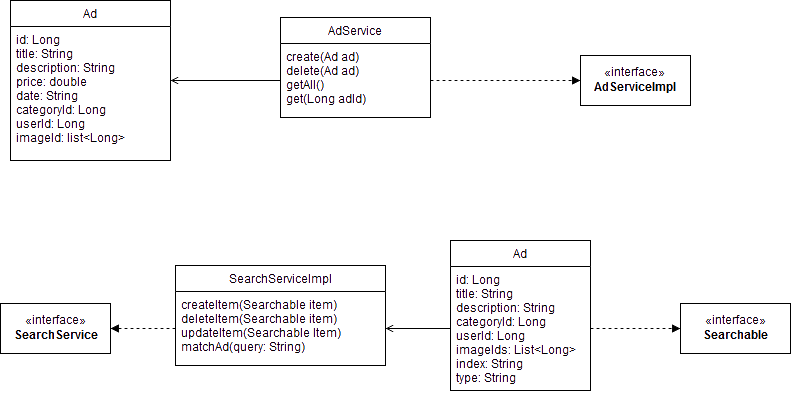 Ad
id: Long
title: String
description: String
price: double
date: String
categoryId: Long
userId: Long
imageId: list<Long>
AdService
create(Ad ad)
delete(Ad ad)
getAll()
get(Long adId)
«interface»
AdServiceImpl
«interface»
SearchService
SearchServiceImpl
createItem(Searchable item)
deleteItem(Searchable item)
updateItem(Searchable Item)
matchAd(query: String)
Ad
id: Long
title: String
description: String
categoryId: Long
userId: Long
imageIds: List<Long>
index: String
type: String
«interface»
Searchable